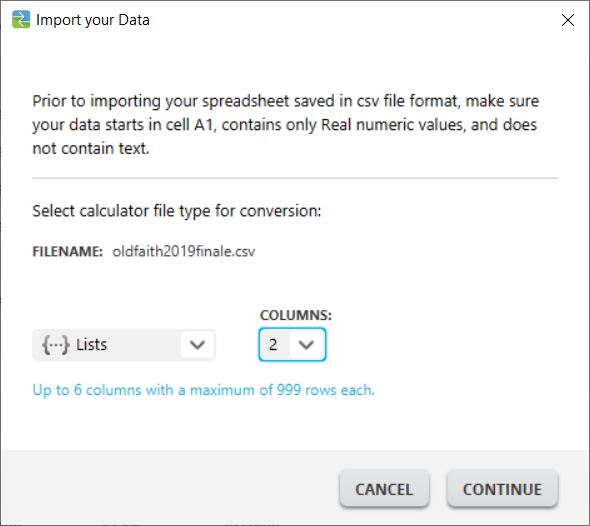 Import your Data
Prior to importing your spreadsheet saved in csv file format, make sure
your data starts in cell A1, contains only Real numeric values, and does
not contain text.
Select calculator file type for conversion:
FILENAME: oldfaith2019finale.csv
COLUMNS:
{···} Lists 2
Up to 6 columns with a maximum of 999 rows each.
CANCEL CONTINUE